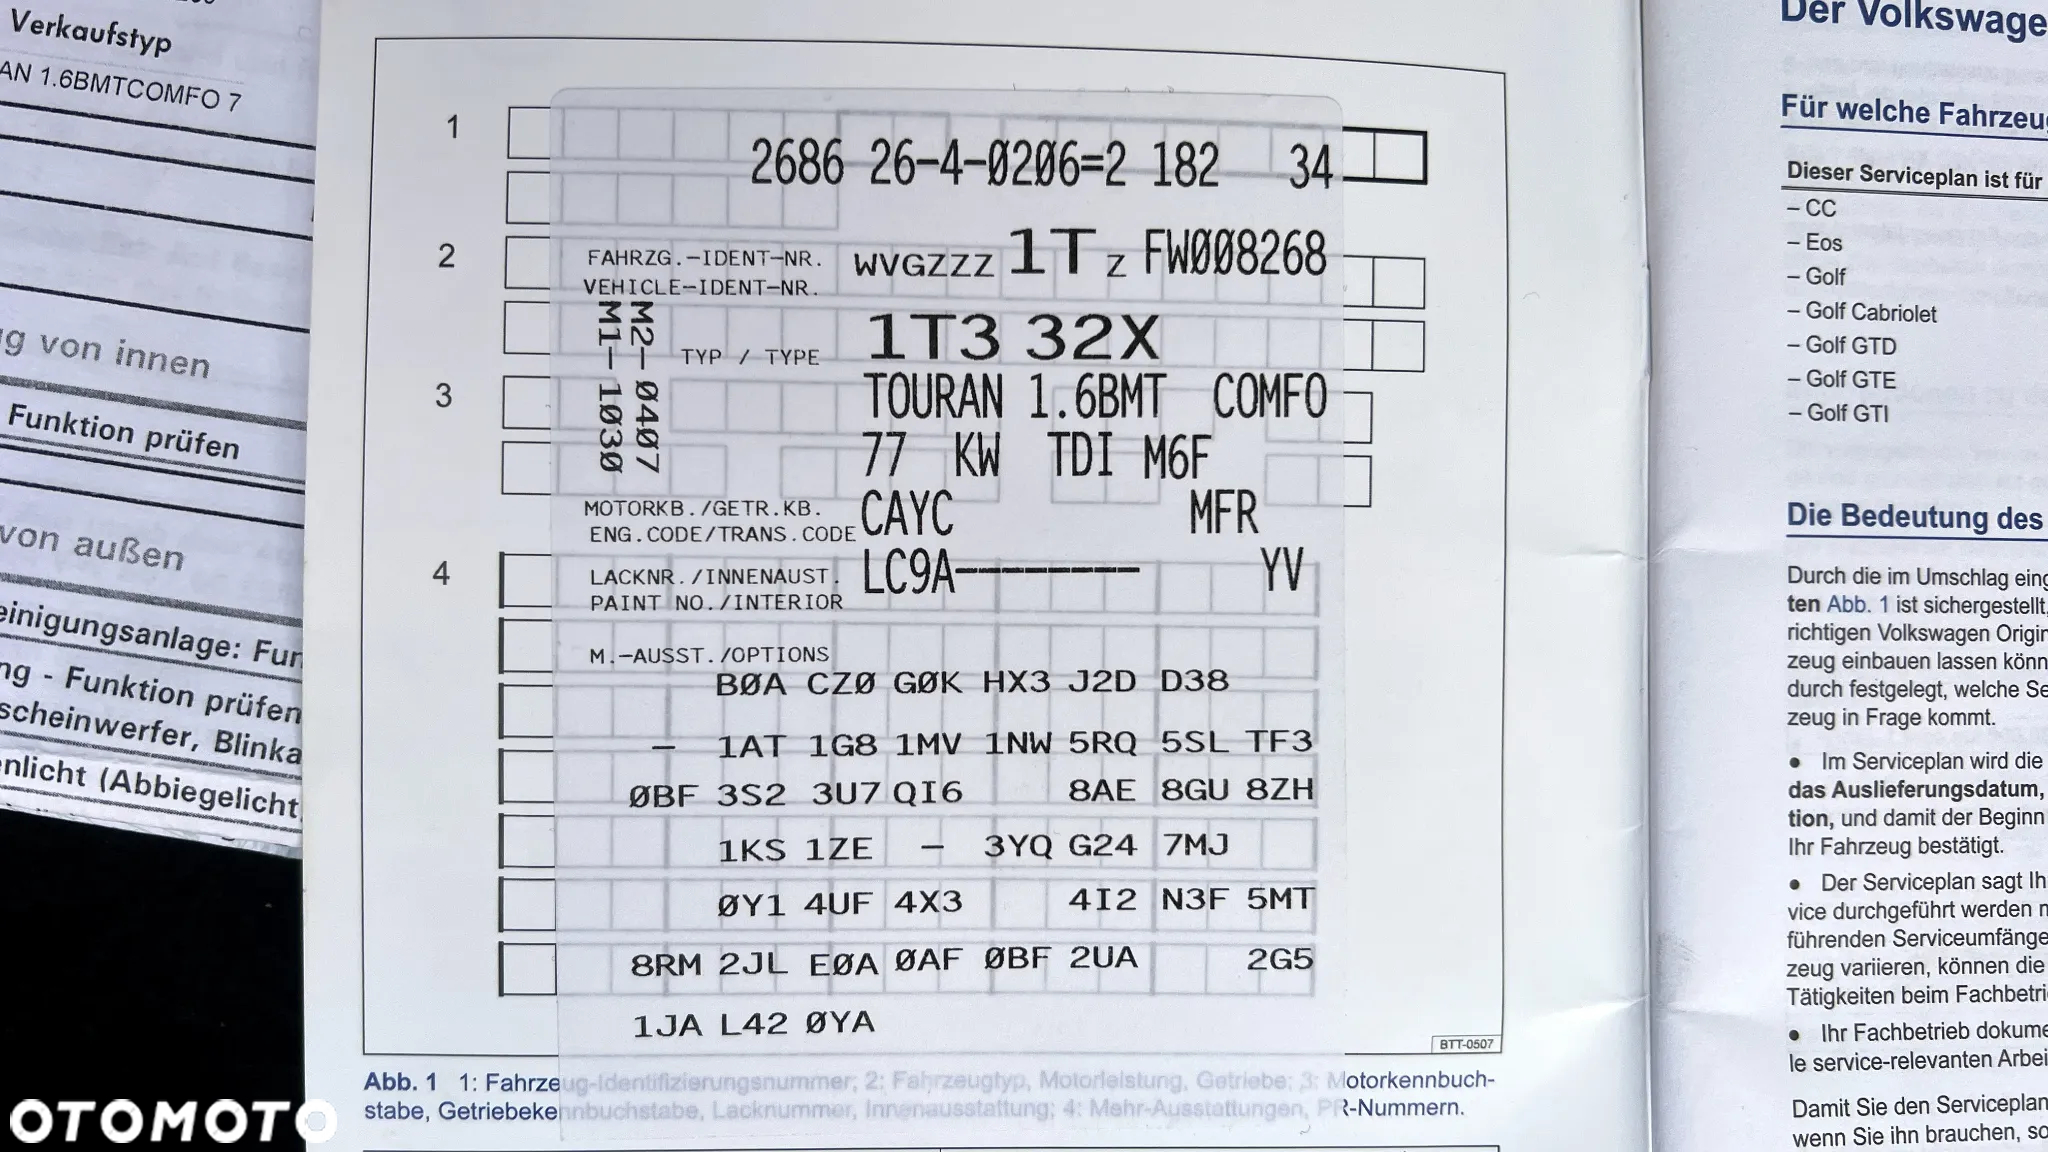 Verkaufstyp
AN 1.6BMTCOMFO 7
g von innen
Funktion prüfen
von außen
einigungsanlage: Fun
ng - Funktion prüfen
scheinwerfer, Blinka
nlicht (Abbiegelicht
1
2686 26-4-0206=2 182 34
2
FAHRZG.-IDENT-NR.
VEHICLE-IDENT-NR.
WVGZZZ 1T Z FW008268
M2-0407
M1-1030
TYP / TYPE
1T3 32X
3
TOURAN 1.6BMT COMFO
77 KW TDI M6F
MOTORKB./GETR.KB.
ENG.CODE/TRANS.CODE
CAYC MFR
4
LACKNR./INNENAUST.
PAINT NO./INTERIOR
LC9A-------- YV
M.-AUSST./OPTIONS
B0A CZ0 G0K HX3 J2D D38
- 1AT 1G8 1MV 1NW 5RQ 5SL TF3
0BF 3S2 3U7 QI6 8AE 8GU 8ZH
1KS 1ZE - 3YQ G24 7MJ
0Y1 4UF 4X3 4I2 N3F 5MT
8RM 2JL E0A 0AF 0BF 2UA 2G5
1JA L42 0YA
BTT-0507
Abb. 1 1: Fahrzeug-Identifizierungsnummer; 2: Fahrzeugtyp, Motorleistung, Getriebe; 3: Motorkennbuch-
stabe, Getriebekennbuchstabe, Lacknummer, Innenausstattung; 4: Mehr-Ausstattungen, PR-Nummern.
Der Volkswage
Für welche Fahrzeug
Dieser Serviceplan ist für
– CC
– Eos
– Golf
– Golf Cabriolet
– Golf GTD
– Golf GTE
– Golf GTI
Die Bedeutung des
Durch die im Umschlag eing
ten Abb. 1 ist sichergestellt,
richtigen Volkswagen Origin
zeug einbauen lassen könn
durch festgelegt, welche Se
zeug in Frage kommt.
● Im Serviceplan wird die
das Auslieferungsdatum,
tion, und damit der Beginn
Ihr Fahrzeug bestätigt.
● Der Serviceplan sagt Ih
vice durchgeführt werden m
führenden Serviceumfänge
zeug variieren, können die
Tätigkeiten beim Fachbetri
● Ihr Fachbetrieb dokume
le service-relevanten Arbei
Damit Sie den Serviceplan
wenn Sie ihn brauchen, so
OTOMOTO